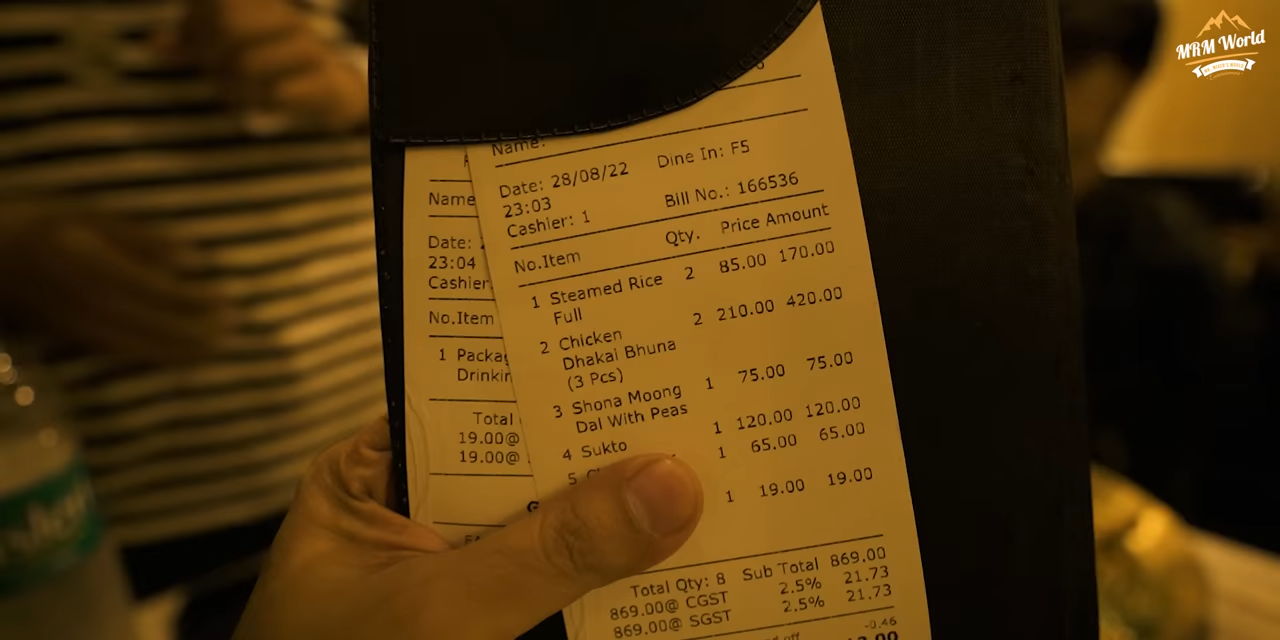 MRM World
Name:
Date: 28/08/22 Dine In: F5
23:03
Cashier: 1 Bill No.: 166536
No.Item Qty. Price Amount
1 Steamed Rice 2 85.00 170.00
Full
2 Chicken 2 210.00 420.00
Dhakai Bhuna
(3 Pcs)
3 Shona Moong 1 75.00 75.00
Dal With Peas
4 Sukto 1 120.00 120.00
5 1 65.00 65.00
1 19.00 19.00
Total Qty: 8 Sub Total 869.00
869.00@ CGST 2.5% 21.73
869.00@ SGST 2.5% 21.73
-0.46
Name
Date:
23:04
Cashier
No.Item
1
Total
19.00@
19.00@